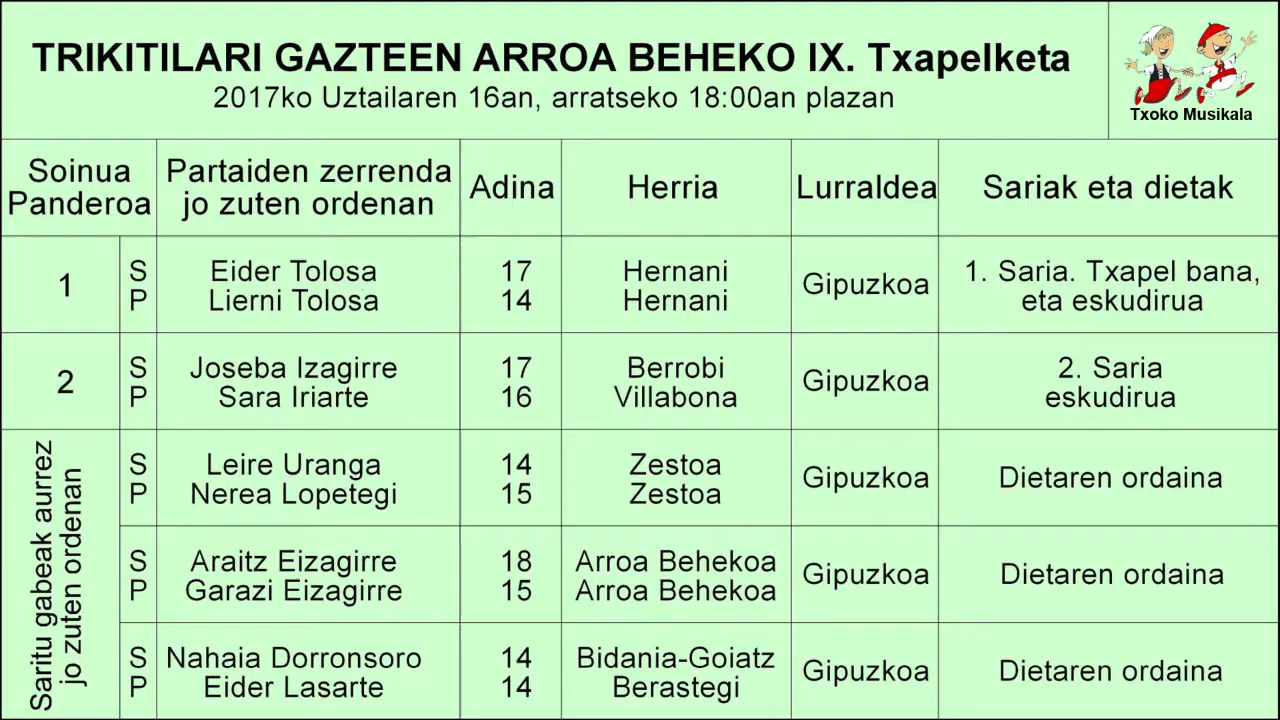 TRIKITILARI GAZTEEN ARROA BEHEKO IX. Txapelketa
2017ko Uztailaren 16an, arratseko 18:00an plazan
Txoko Musikala
Soinua
Panderoa
Partaiden zerrenda
jo zuten ordenan
Adina
Herria
Lurraldea
Sariak eta dietak
1
S
P
Eider Tolosa
Lierni Tolosa
17
14
Hernani
Hernani
Gipuzkoa
1. Saria. Txapel bana,
eta eskudirua
2
S
P
Joseba Izagirre
Sara Iriarte
17
16
Berrobi
Villabona
Gipuzkoa
2. Saria
eskudirua
Saritu gabeak aurrez
jo zuten ordenan
S
P
Leire Uranga
Nerea Lopetegi
14
15
Zestoa
Zestoa
Gipuzkoa
Dietaren ordaina
S
P
Araitz Eizagirre
Garazi Eizagirre
18
15
Arroa Behekoa
Arroa Behekoa
Gipuzkoa
Dietaren ordaina
S
P
Nahaia Dorronsoro
Eider Lasarte
14
14
Bidania-Goiatz
Berastegi
Gipuzkoa
Dietaren ordaina